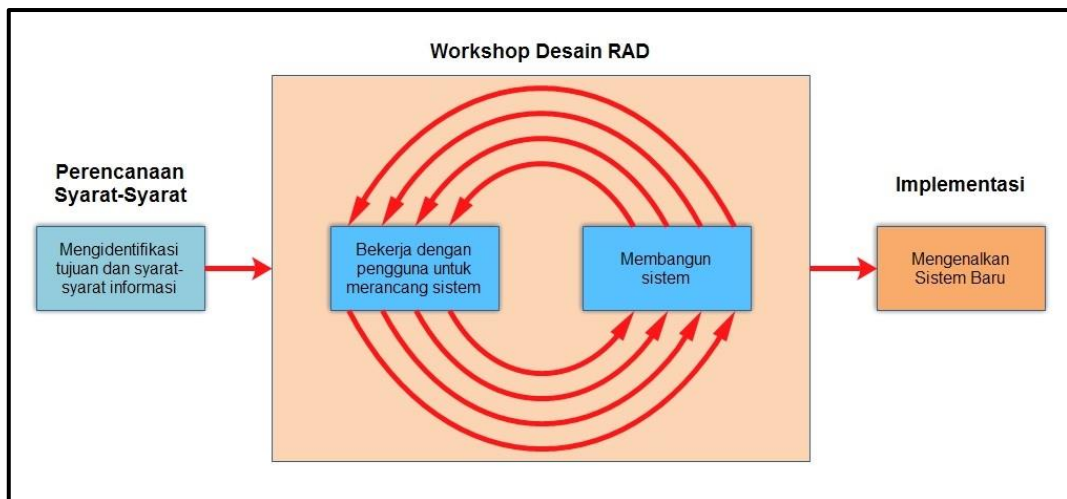 Workshop Desain RAD
Perencanaan
Syarat-Syarat
Mengidentifikasi
tujuan dan syarat-
syarat informasi
Bekerja dengan
pengguna untuk
merancang sistem
Membangun
sistem
Implementasi
Mengenalkan
Sistem Baru